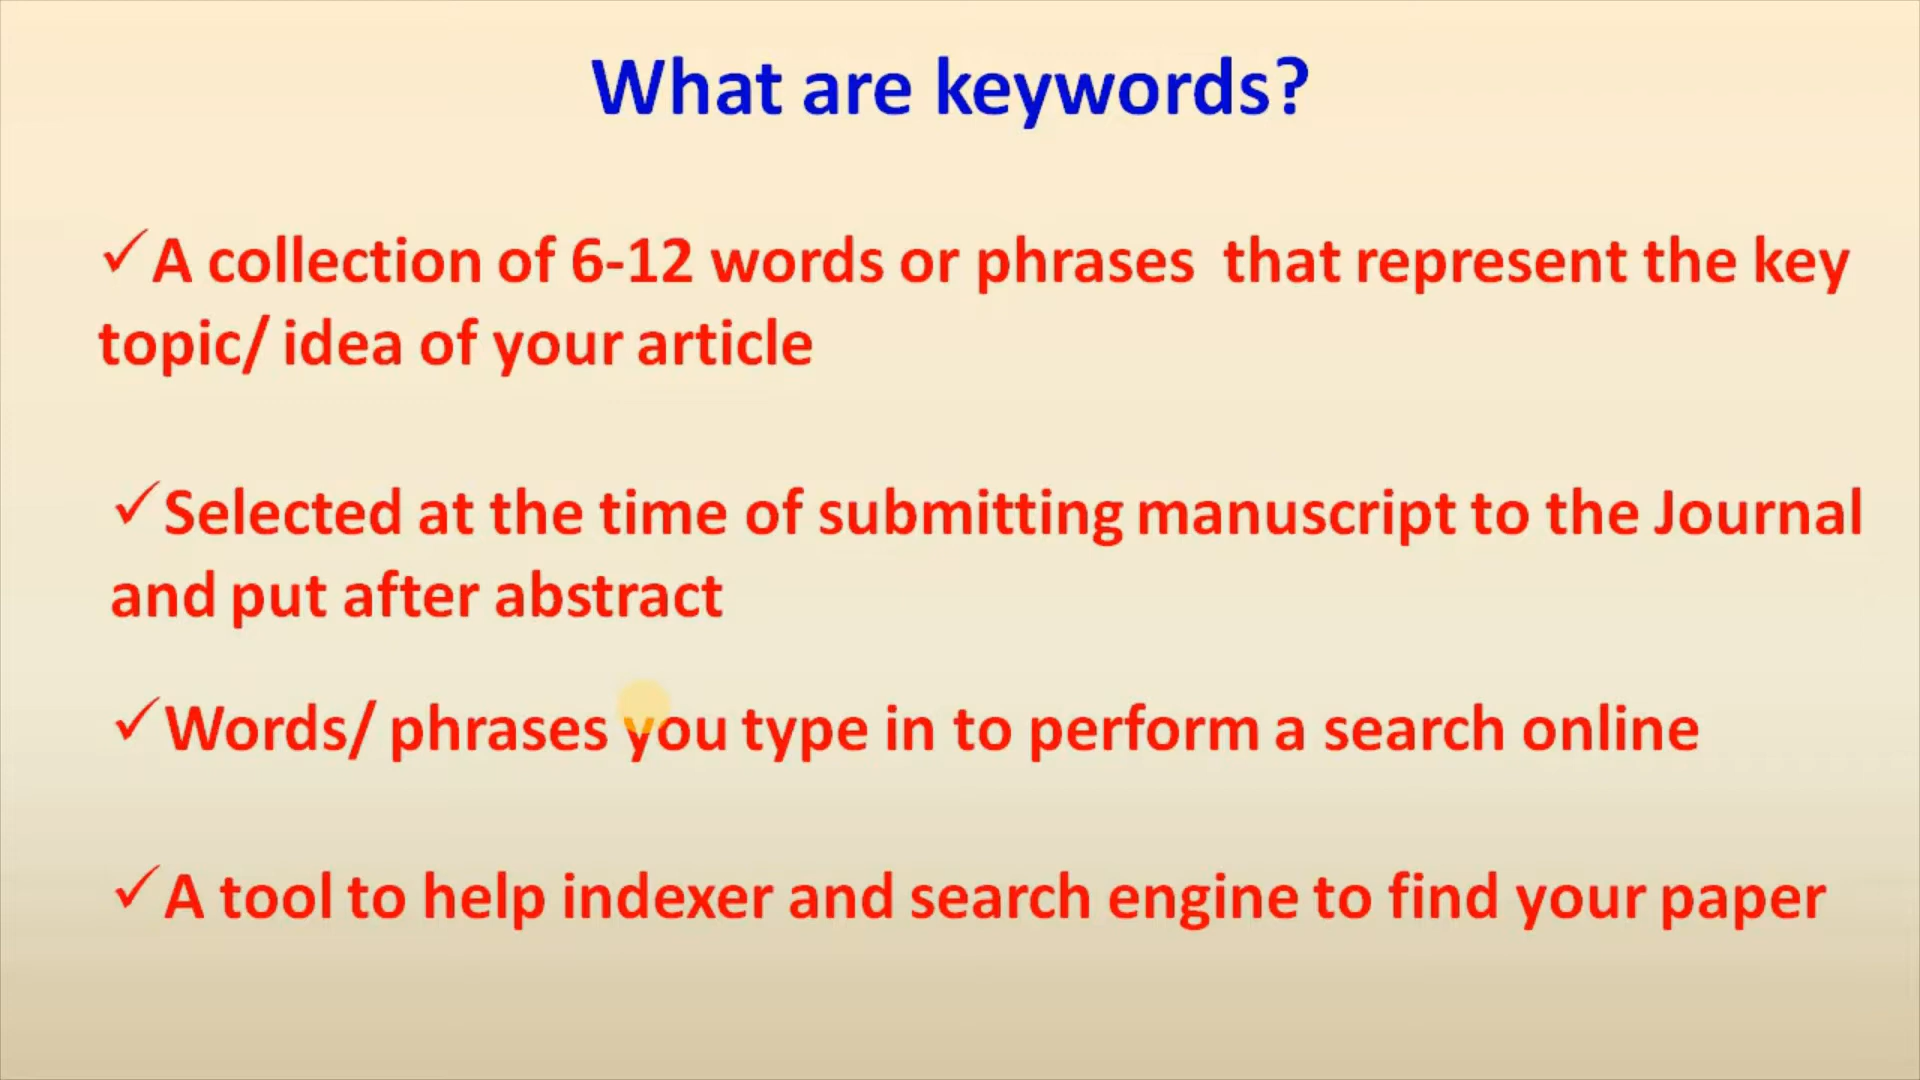 What are keywords?
✓A collection of 6-12 words or phrases  that represent the key
topic/ idea of your article
✓Selected at the time of submitting manuscript to the Journal
and put after abstract
✓Words/ phrases you type in to perform a search online
✓A tool to help indexer and search engine to find your paper